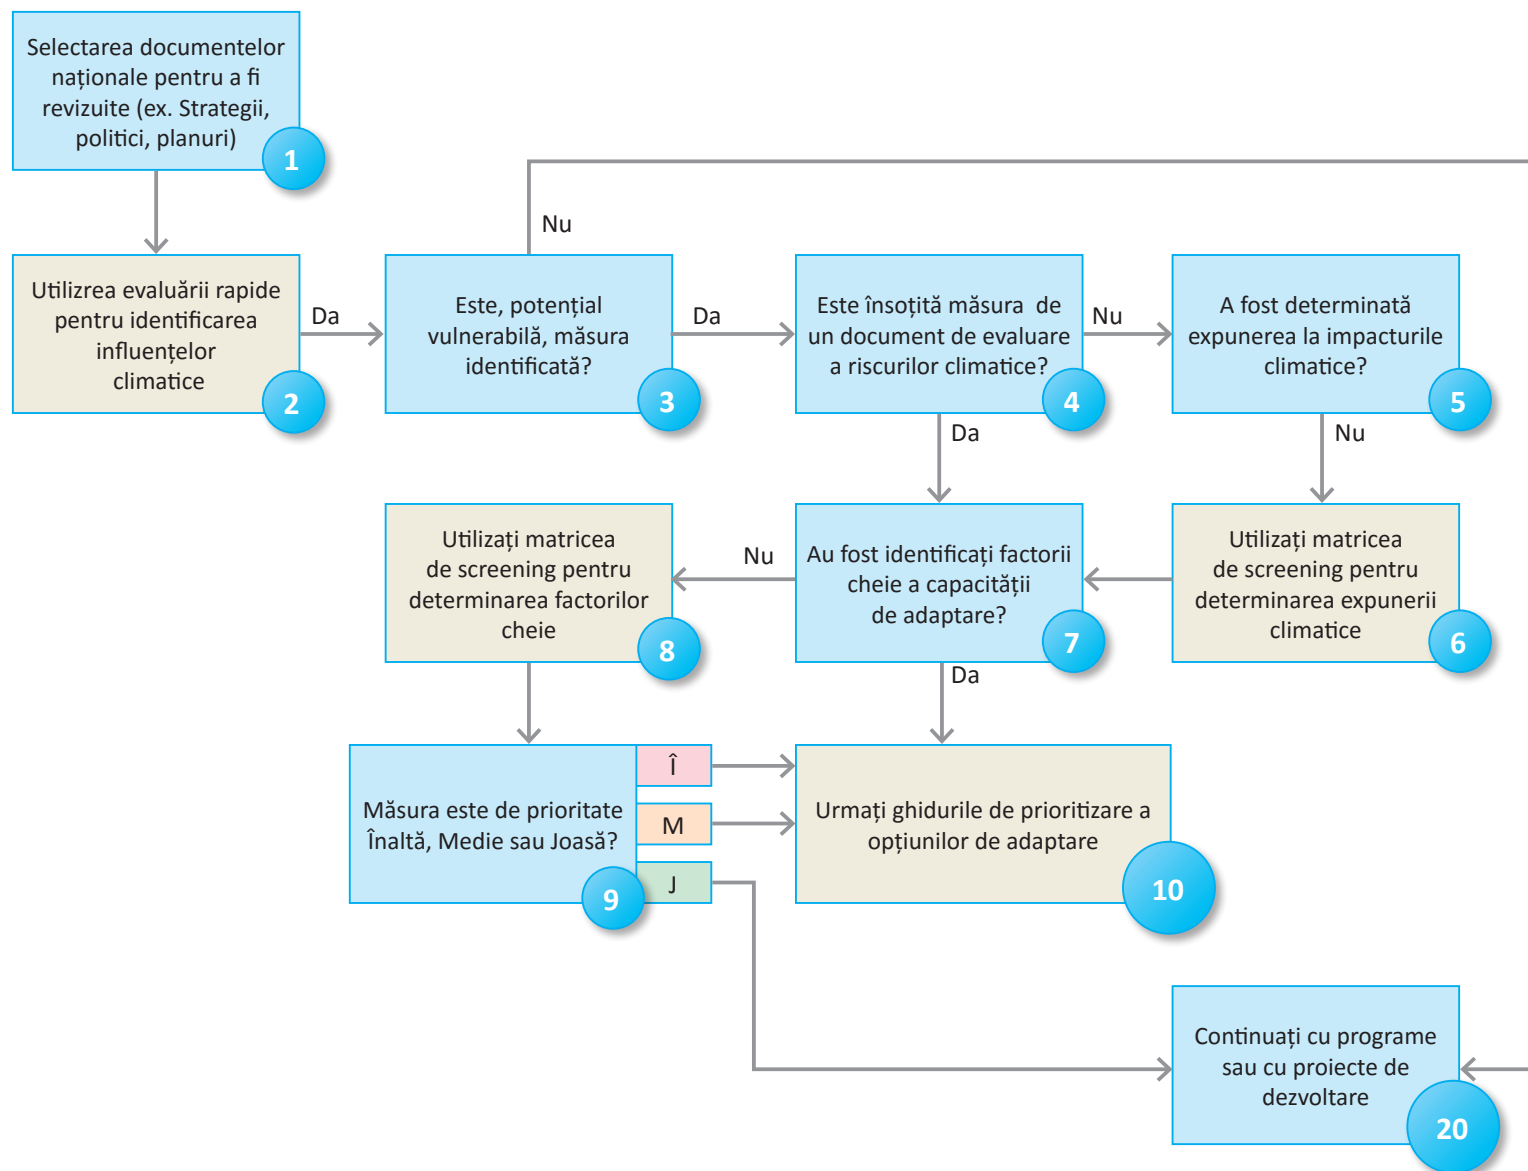 Selectarea documentelor
naționale pentru a fi
revizuite (ex. Strategii,
politici, planuri)
1
Nu
Utilizrea evaluării rapide
pentru identificarea
influențelor
climatice
2
Da
Este, potențial
vulnerabilă, măsura
identificată?
3
Da
Este însoțită măsura de
un document de evaluare
a riscurilor climatice?
4
Nu
A fost determinată
expunerea la impacturile
climatice?
5
Da
Nu
Utilizați matricea
de screening pentru
determinarea factorilor
cheie
8
Nu
Au fost identificați factorii
cheie a capacității
de adaptare?
7
Utilizați matricea
de screening pentru
determinarea expunerii
climatice
6
Da
Măsura este de prioritate
Înaltă, Medie sau Joasă?
9
Î
M
J
Urmați ghidurile de prioritizare a
opțiunilor de adaptare
10
Continuați cu programe
sau cu proiecte de
dezvoltare
20